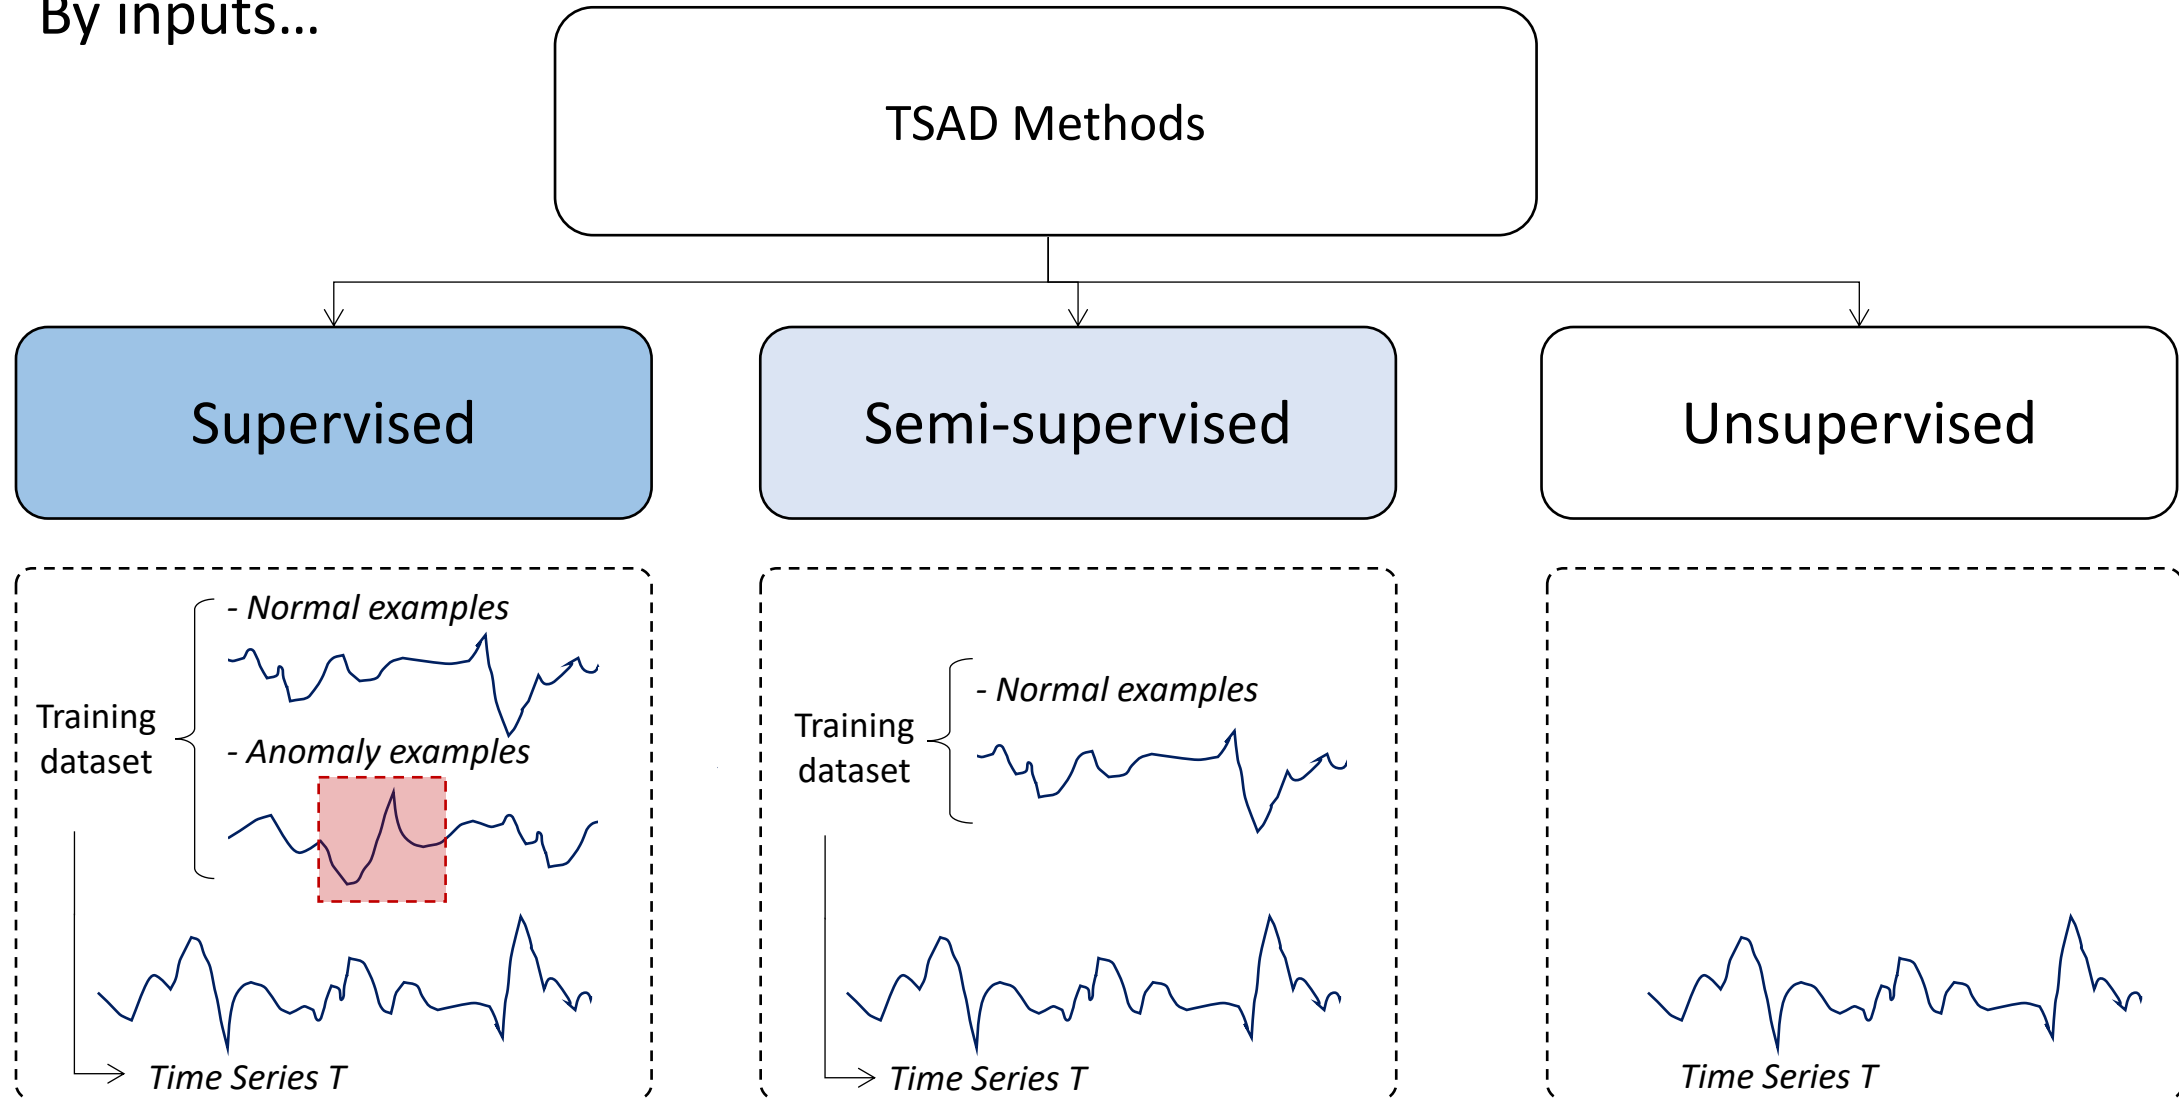 By inputs…
TSAD Methods
Supervised
Semi-supervised
Unsupervised
- Normal examples
Training
dataset
- Anomaly examples
Time Series T
- Normal examples
Training
dataset
Time Series T
Time Series T